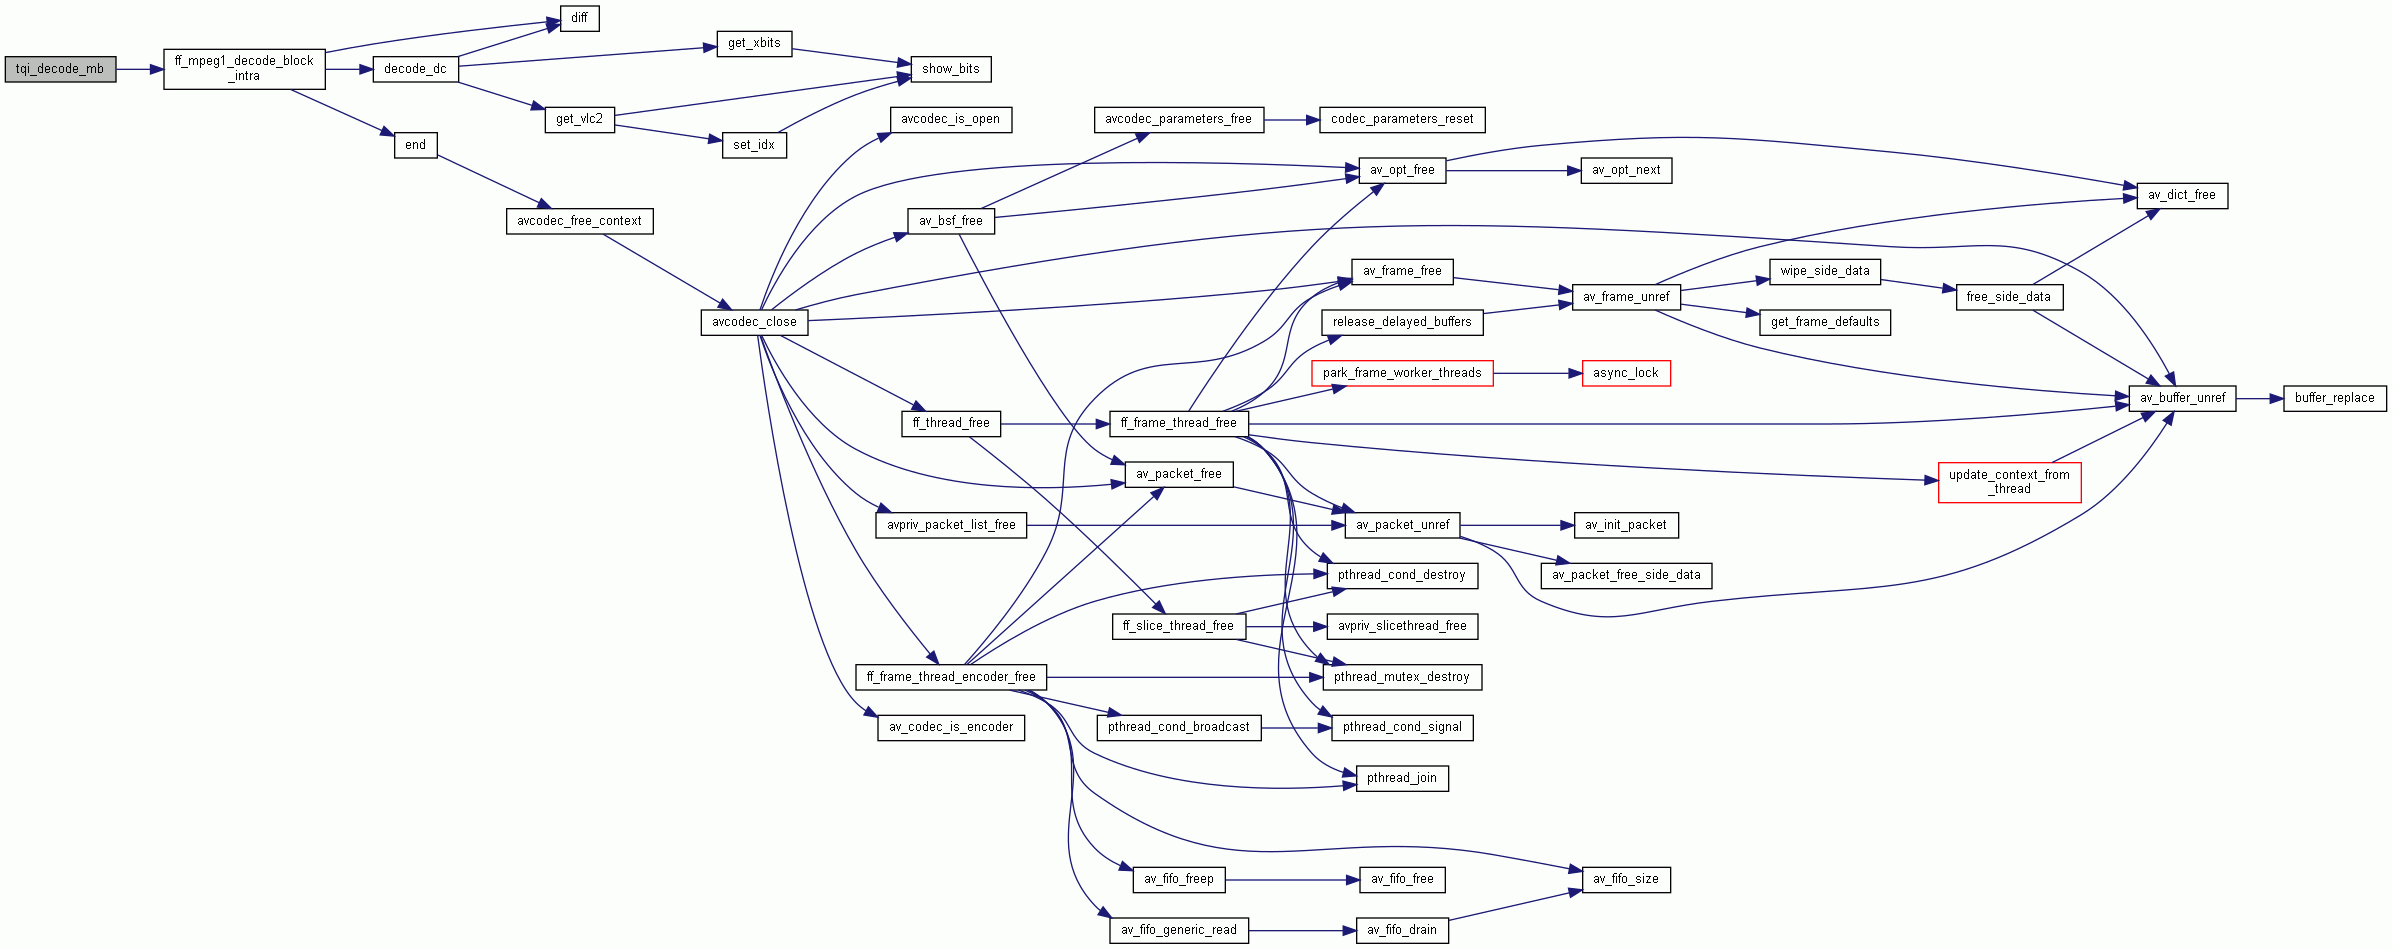 diff
get_xbits
tqi_decode_mb
ff_mpeg1_decode_block
_intra
decode_dc
show_bits
get_vlc2
avcodec_is_open
avcodec_parameters_free
codec_parameters_reset
end
set_idx
av_opt_free
av_opt_next
av_dict_free
avcodec_free_context
av_bsf_free
av_frame_free
wipe_side_data
av_frame_unref
free_side_data
avcodec_close
release_delayed_buffers
get_frame_defaults
park_frame_worker_threads
async_lock
av_buffer_unref
buffer_replace
ff_thread_free
ff_frame_thread_free
av_packet_free
update_context_from
_thread
avpriv_packet_list_free
av_packet_unref
av_init_packet
pthread_cond_destroy
av_packet_free_side_data
ff_slice_thread_free
avpriv_slicethread_free
ff_frame_thread_encoder_free
pthread_mutex_destroy
av_codec_is_encoder
pthread_cond_broadcast
pthread_cond_signal
pthread_join
av_fifo_freep
av_fifo_free
av_fifo_size
av_fifo_generic_read
av_fifo_drain